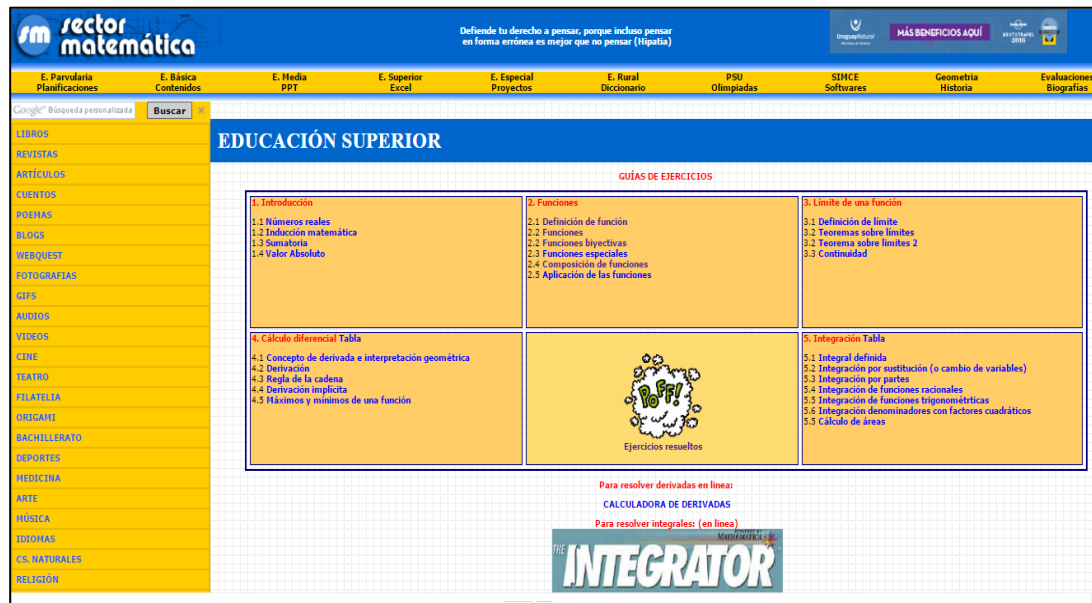 sm sector
matemática
Defiende tu derecho a pensar, porque incluso pensar
en forma errónea es mejor que no pensar (Hipatia)
UruguayNatural
MÁS BENEFICIOS AQUÍ
2016
E. Parvularia E. Básica E. Media E. Superior E. Especial E. Rural PSU SIMCE Geometria Evaluaciones
Planificaciones Contenidos PPT Excel Proyectos Diccionario Olimpiadas Softwares Historia Biografías
Google™ Búsqueda personalizada Buscar ×
LIBROS
REVISTAS
ARTÍCULOS
CUENTOS
POEMAS
BLOGS
WEBQUEST
FOTOGRAFIAS
GIFS
AUDIOS
VIDEOS
CINE
TEATRO
FILATELIA
ORIGAMI
BACHILLERATO
DEPORTES
MEDICINA
ARTE
MÚSICA
IDIOMAS
CS. NATURALES
RELIGIÓN
EDUCACIÓN SUPERIOR
GUÍAS DE EJERCICIOS
1. Introducción
1.1 Números reales
1.2 Inducción matemática
1.3 Sumatoria
1.4 Valor Absoluto
2. Funciones
2.1 Definición de función
2.2 Funciones
2.2 Funciones biyectivas
2.3 Funciones especiales
2.4 Composición de funciones
2.5 Aplicación de las funciones
3. Límite de una función
3.1 Definición de límite
3.2 Teoremas sobre límites
3.2 Teorema sobre limites 2
3.3 Continuidad
4. Cálculo diferencial Tabla
4.1 Concepto de derivada e interpretación geométrica
4.2 Derivación
4.3 Regla de la cadena
4.4 Derivación implícita
4.5 Máximos y mínimos de una función
POFF!
Ejercicios resueltos
5. Integración Tabla
5.1 Integral definida
5.2 Integración por sustitución (o cambio de variables)
5.3 Integración por partes
5.4 Integración de funciones racionales
5.5 Integración de funciones trigonométrticas
5.6 Integración denominadores con factores cuadráticos
5.5 Cálculo de áreas
Para resolver derivadas en linea:
CALCULADORA DE DERIVADAS
Para resolver integrales: (en linea)
MATHEMATICA
THE INTEGRATOR